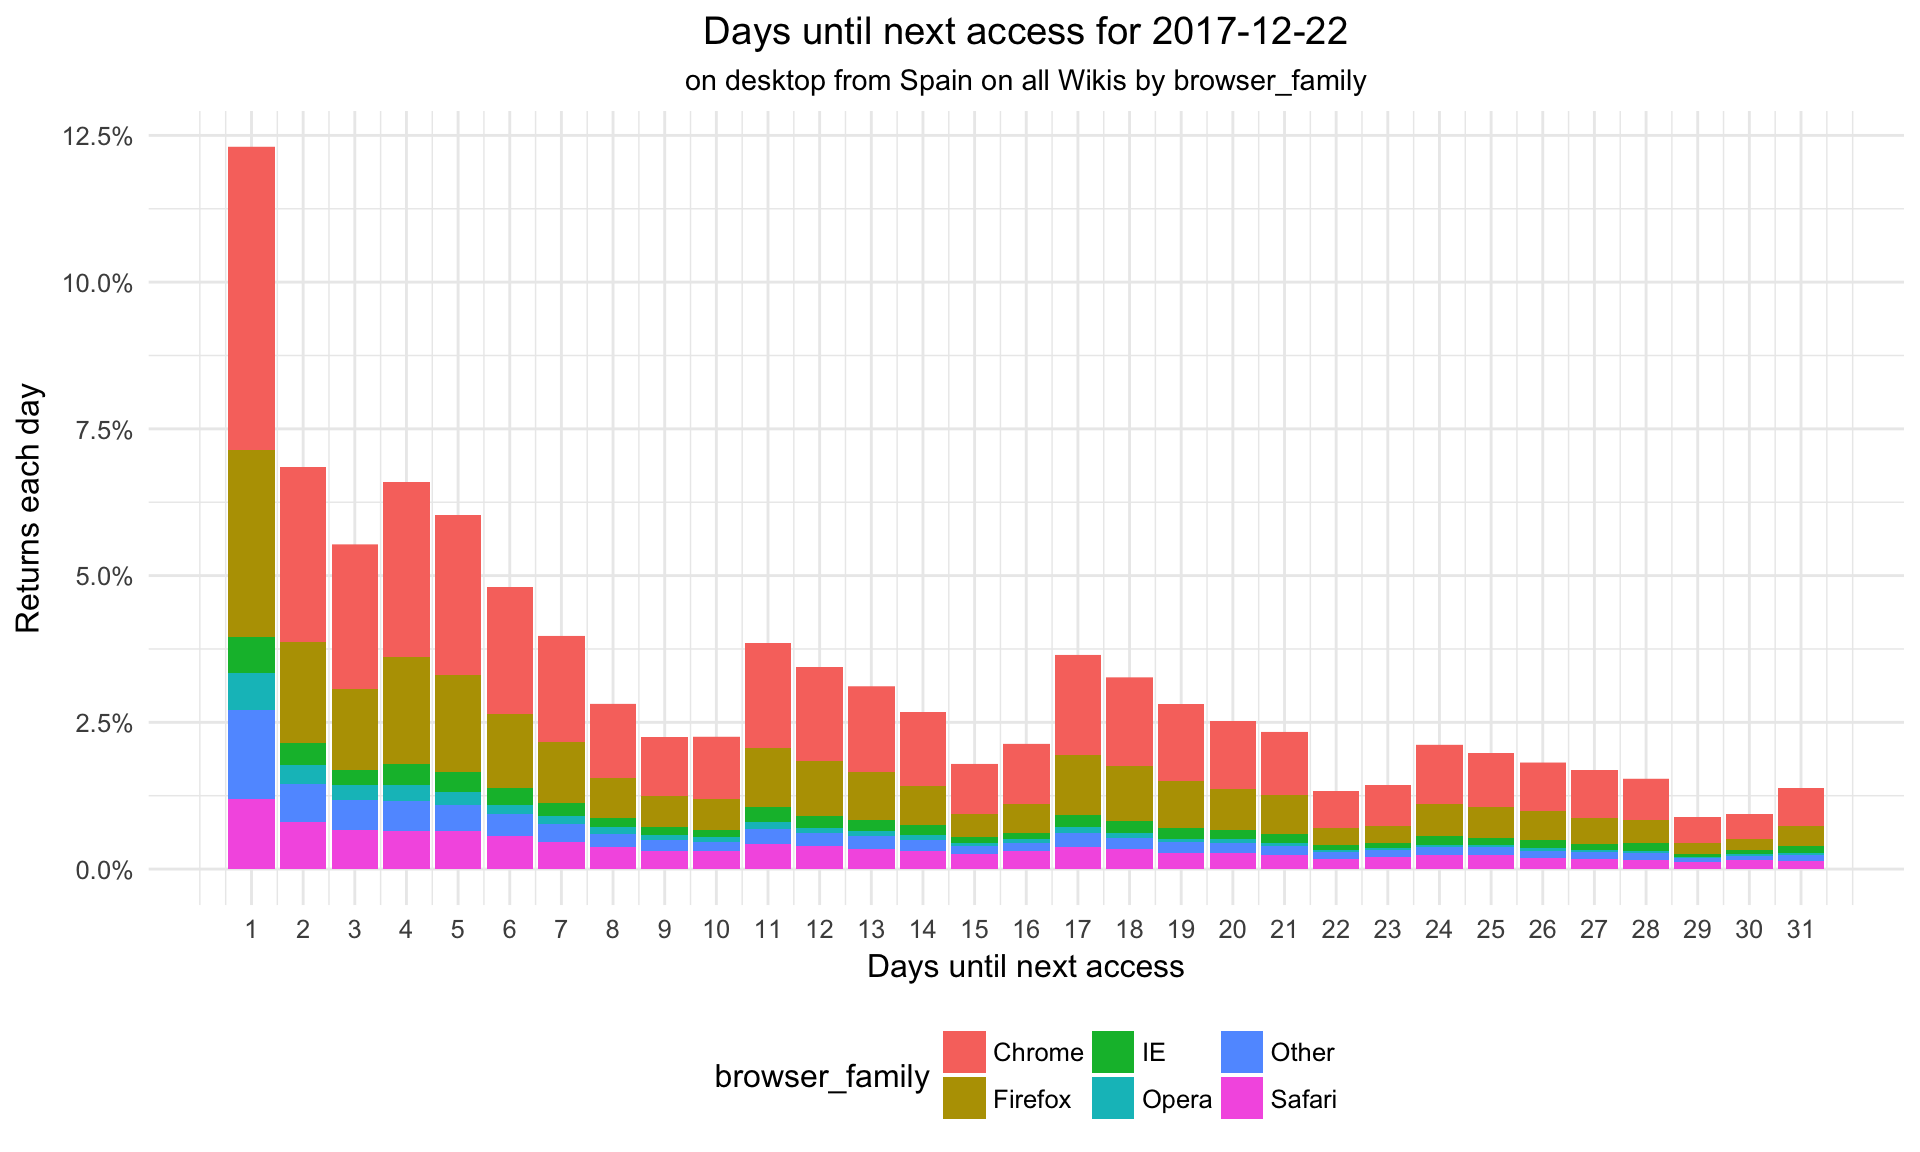 Days until next access for 2017-12-22
on desktop from Spain on all Wikis by browser_family
12.5%
10.0%
7.5%
5.0%
2.5%
0.0%
Returns each day
1 2 3 4 5 6 7 8 9 10 11 12 13 14 15 16 17 18 19 20 21 22 23 24 25 26 27 28 29 30 31
Days until next access
browser_family
Chrome IE Other
Firefox Opera Safari